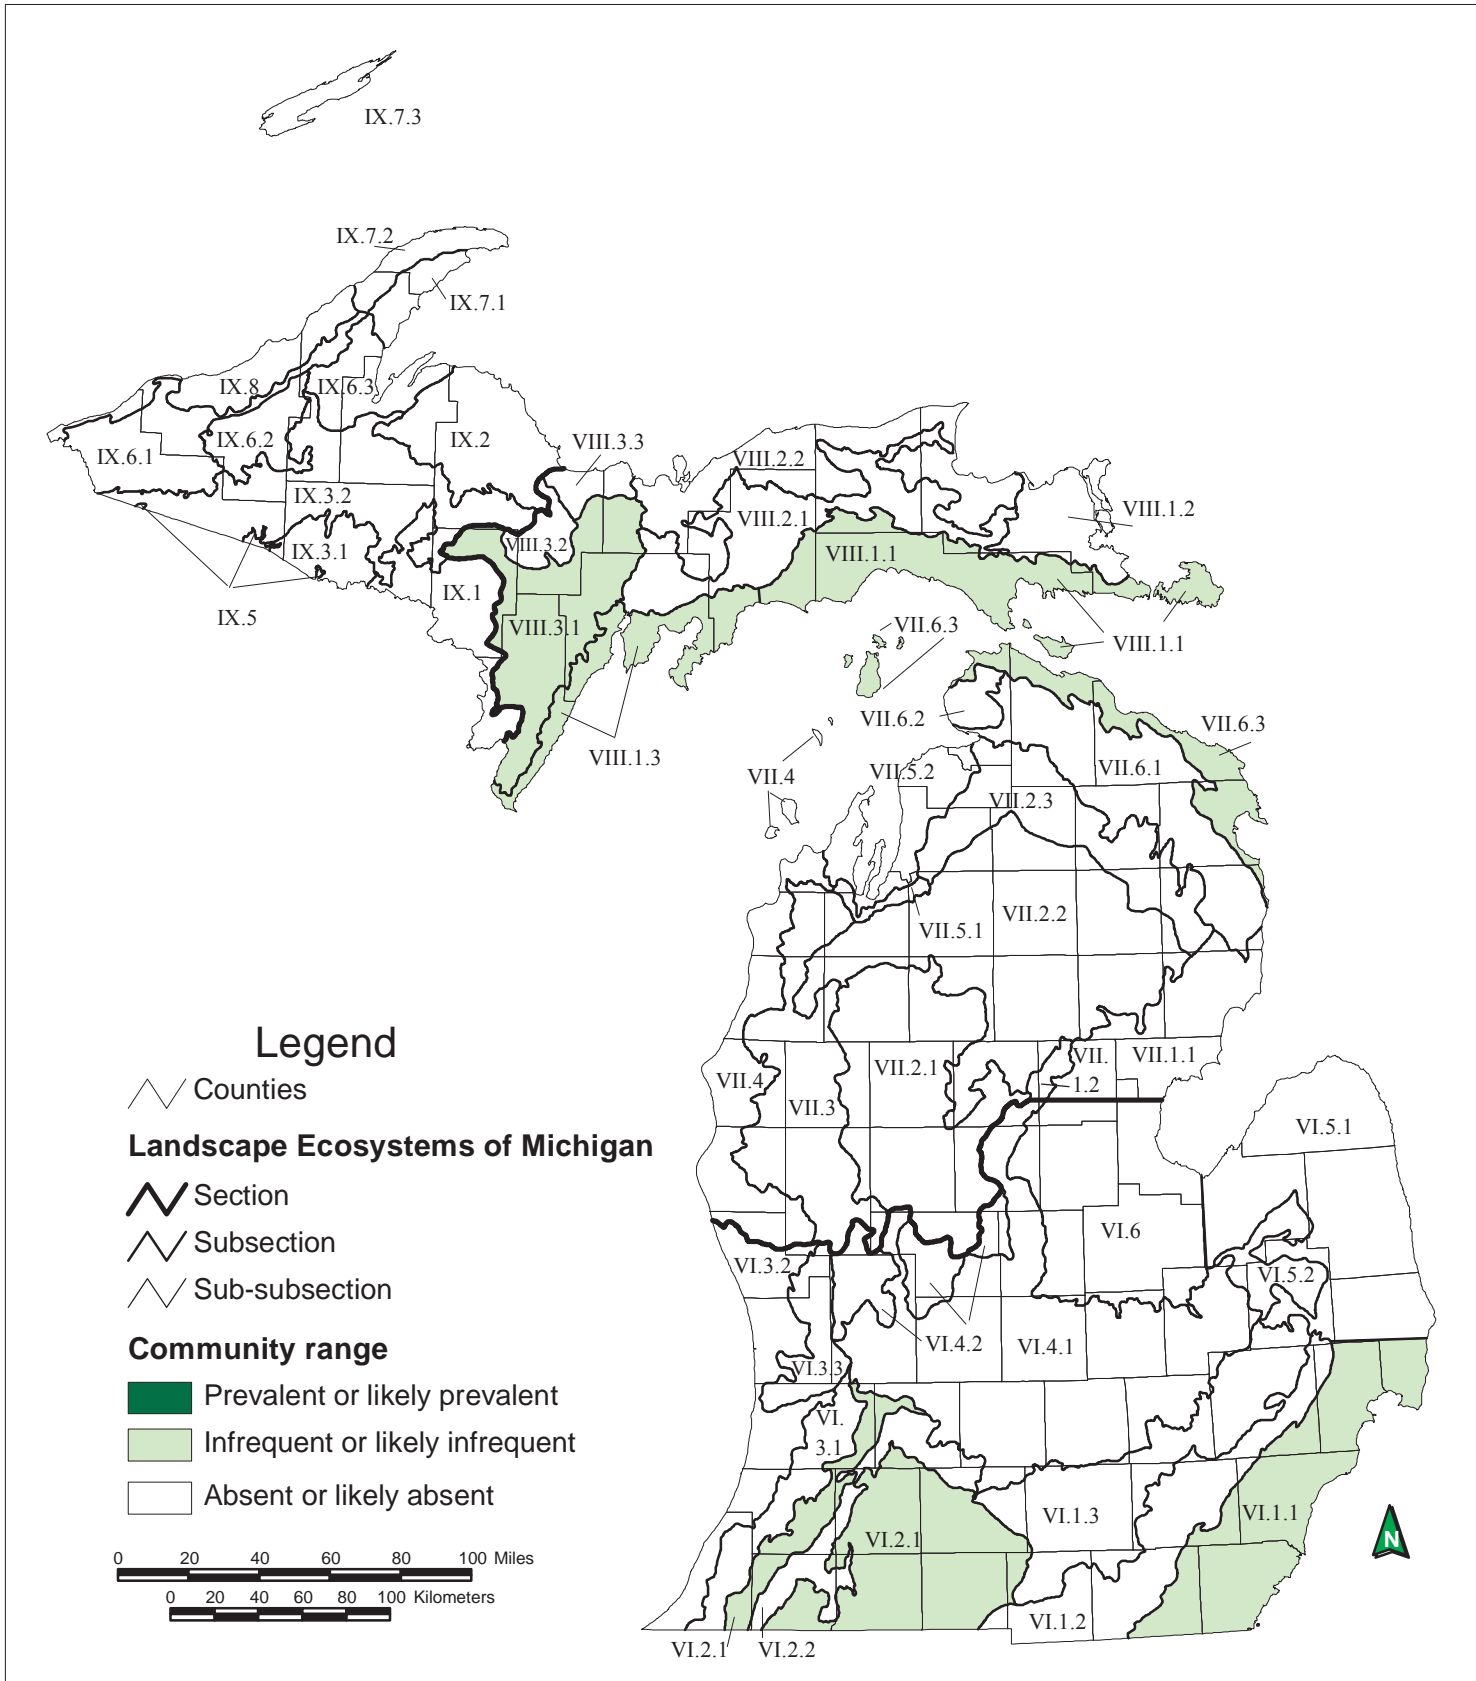 IX.7.3
IX.7.2
IX.7.1
IX.8
IX.6.3
IX.6.2
IX.2
IX.6.1
VIII.3.3
VIII.2.2
IX.3.2
VIII.2.1
VIII.1.2
IX.3.1
VIII.3.2
VIII.1.1
IX.1
IX.5
VIII.3.1
VII.6.3
VIII.1.1
VII.6.2
VII.6.3
VIII.1.3
VII.4
VII.5.2
VII.6.1
VII.2.3
VII.5.1
VII.2.2
VII.4
VII.3
VII.2.1
VII.
1.2
VII.1.1
VI.5.1
VI.6
VI.3.2
VI.5.2
VI.4.2
VI.4.1
VI.3.3
VI.
3.1
VI.1.3
VI.1.1
VI.2.1
VI.1.2
VI.2.1
VI.2.2
Legend
Counties
Landscape Ecosystems of Michigan
Section
Subsection
Sub-subsection
Community range
Prevalent or likely prevalent
Infrequent or likely infrequent
Absent or likely absent
0 20 40 60 80 100 Miles
0 20 40 60 80 100 Kilometers
N